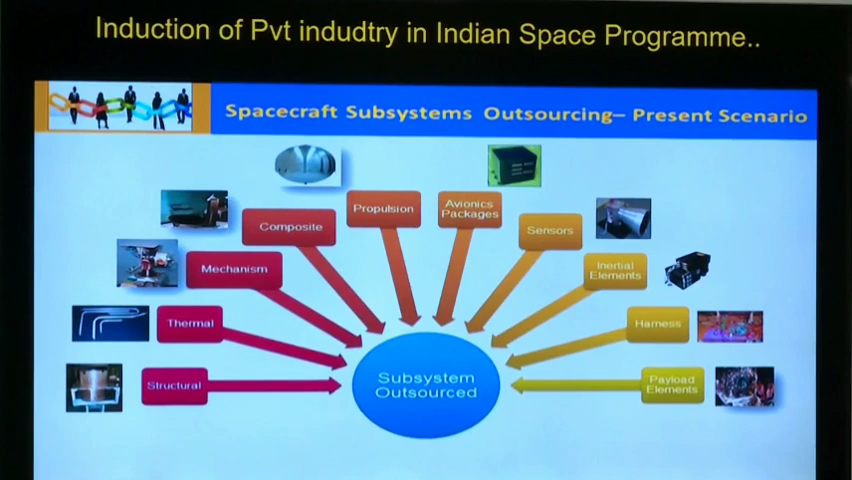 Induction of Pvt indudtry in Indian Space Programme..
Spacecraft Subsystems Outsourcing– Present Scenario
Propulsion
Avionics
Packages
Composite
Sensors
Mechanism
Inertial
Elements
Thermal
Harness
Structural
Subsystem
Outsourced
Payload
Elements